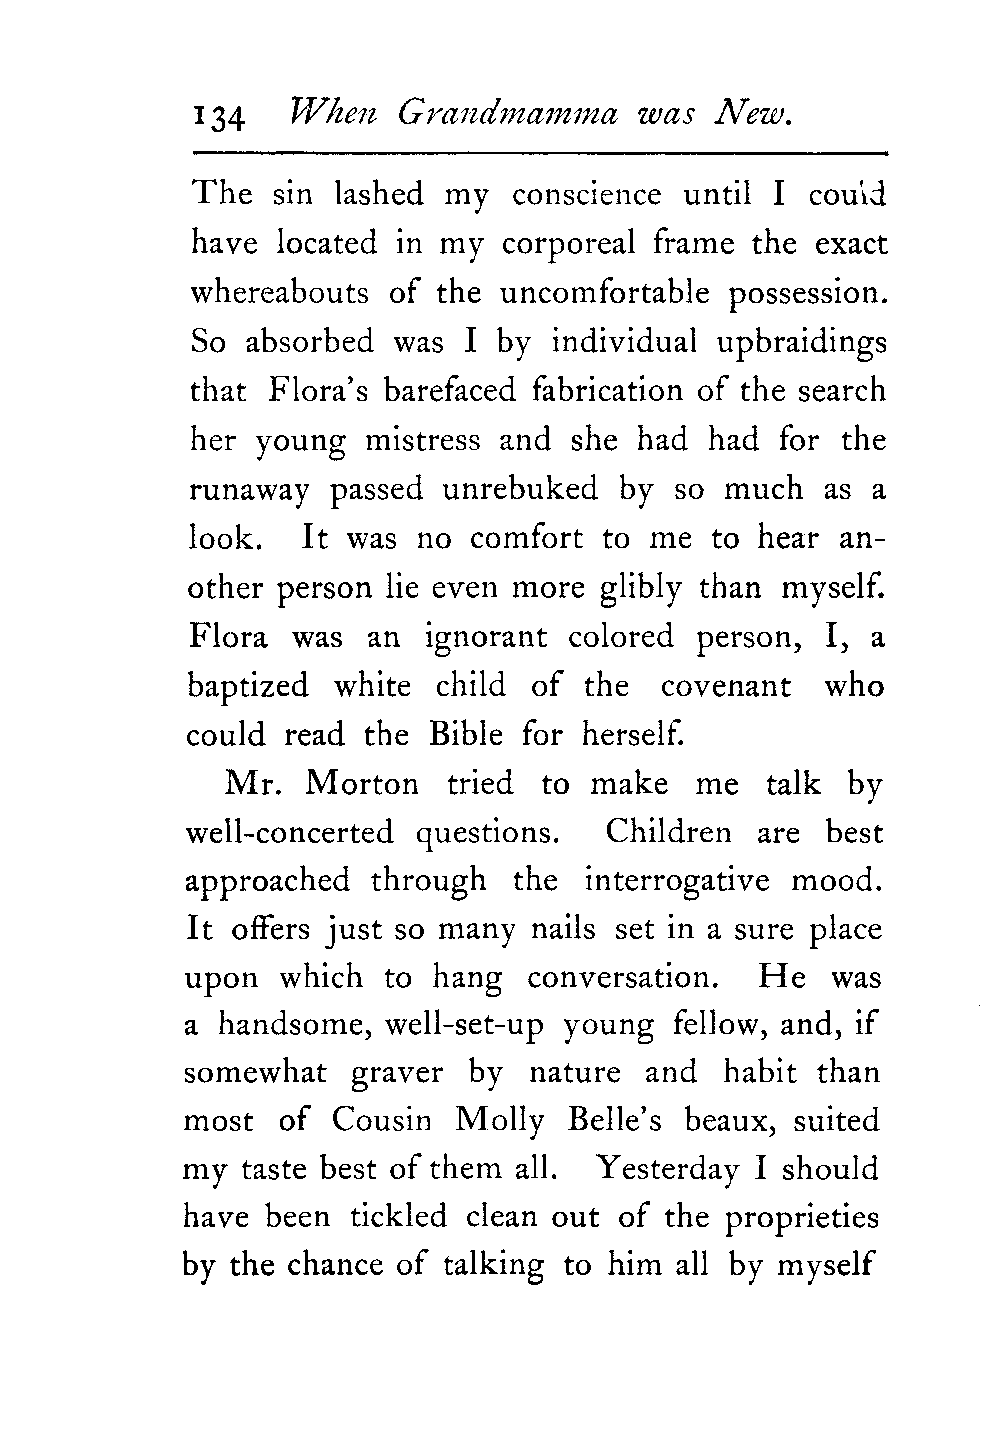 134 When Grandmamma was New.
The sin lashed my conscience until I could
have located in my corporeal frame the exact
whereabouts of the uncomfortable possession.
So absorbed was I by individual upbraidings
that Flora's barefaced fabrication of the search
her young mistress and she had had for the
runaway passed unrebuked by so much as a
look. It was no comfort to me to hear an-
other person lie even more glibly than myself.
Flora was an ignorant colored person, I, a
baptized white child of the covenant who
could read the Bible for herself.
Mr. Morton tried to make me talk by
well-concerted questions. Children are best
approached through the interrogative mood.
It offers just so many nails set in a sure place
upon which to hang conversation. He was
a handsome, well-set-up young fellow, and, if
somewhat graver by nature and habit than
most of Cousin Molly Belle's beaux, suited
my taste best of them all. Yesterday I should
have been tickled clean out of the proprieties
by the chance of talking to him all by myself